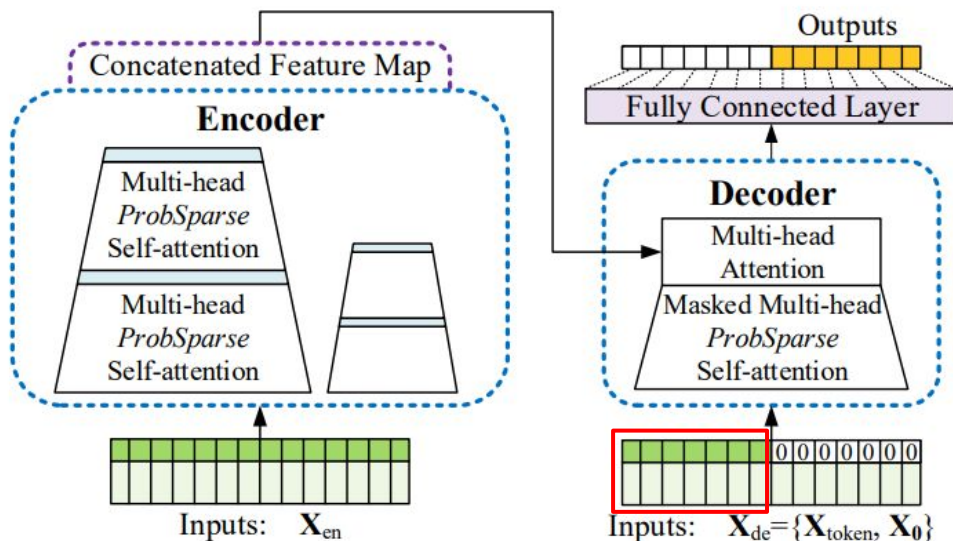 Concatenated Feature Map
Encoder
Multi-head
ProbSparse
Self-attention
Multi-head
ProbSparse
Self-attention
Inputs: Xen
Outputs
Fully Connected Layer
Decoder
Multi-head
Attention
Masked Multi-head
ProbSparse
Self-attention
0 0 0 0 0 0 0
Inputs: Xde={Xtoken, X0}